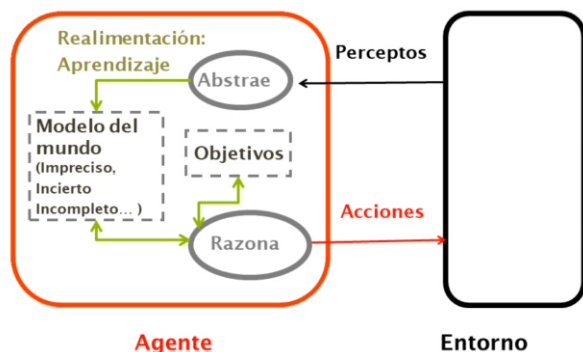 Realimentación:
Aprendizaje
Abstrae
Perceptos
Modelo del
mundo
(Impreciso,
Incierto
Incompleto... )
Objetivos
Razona
Acciones
Agente
Entorno